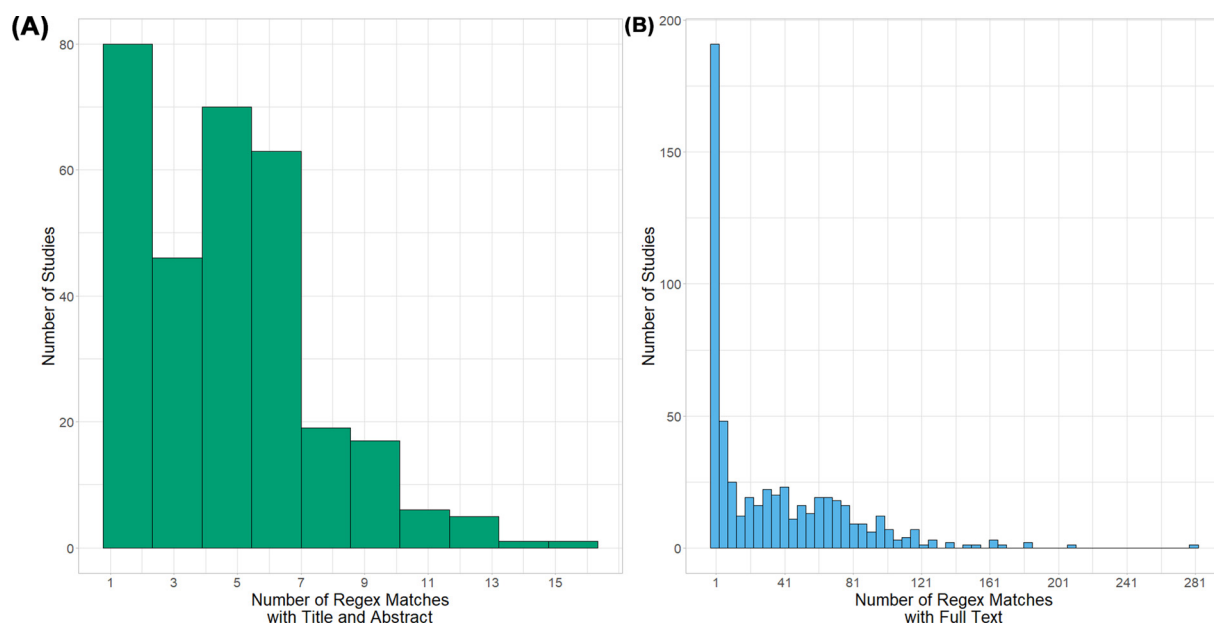 (A)
80
60
40
20
0
Number of Studies
1 3 5 7 9 11 13 15
Number of Regex Matches
with Title and Abstract
(B)
200
150
100
50
0
Number of Studies
1 41 81 121 161 201 241 281
Number of Regex Matches
with Full Text